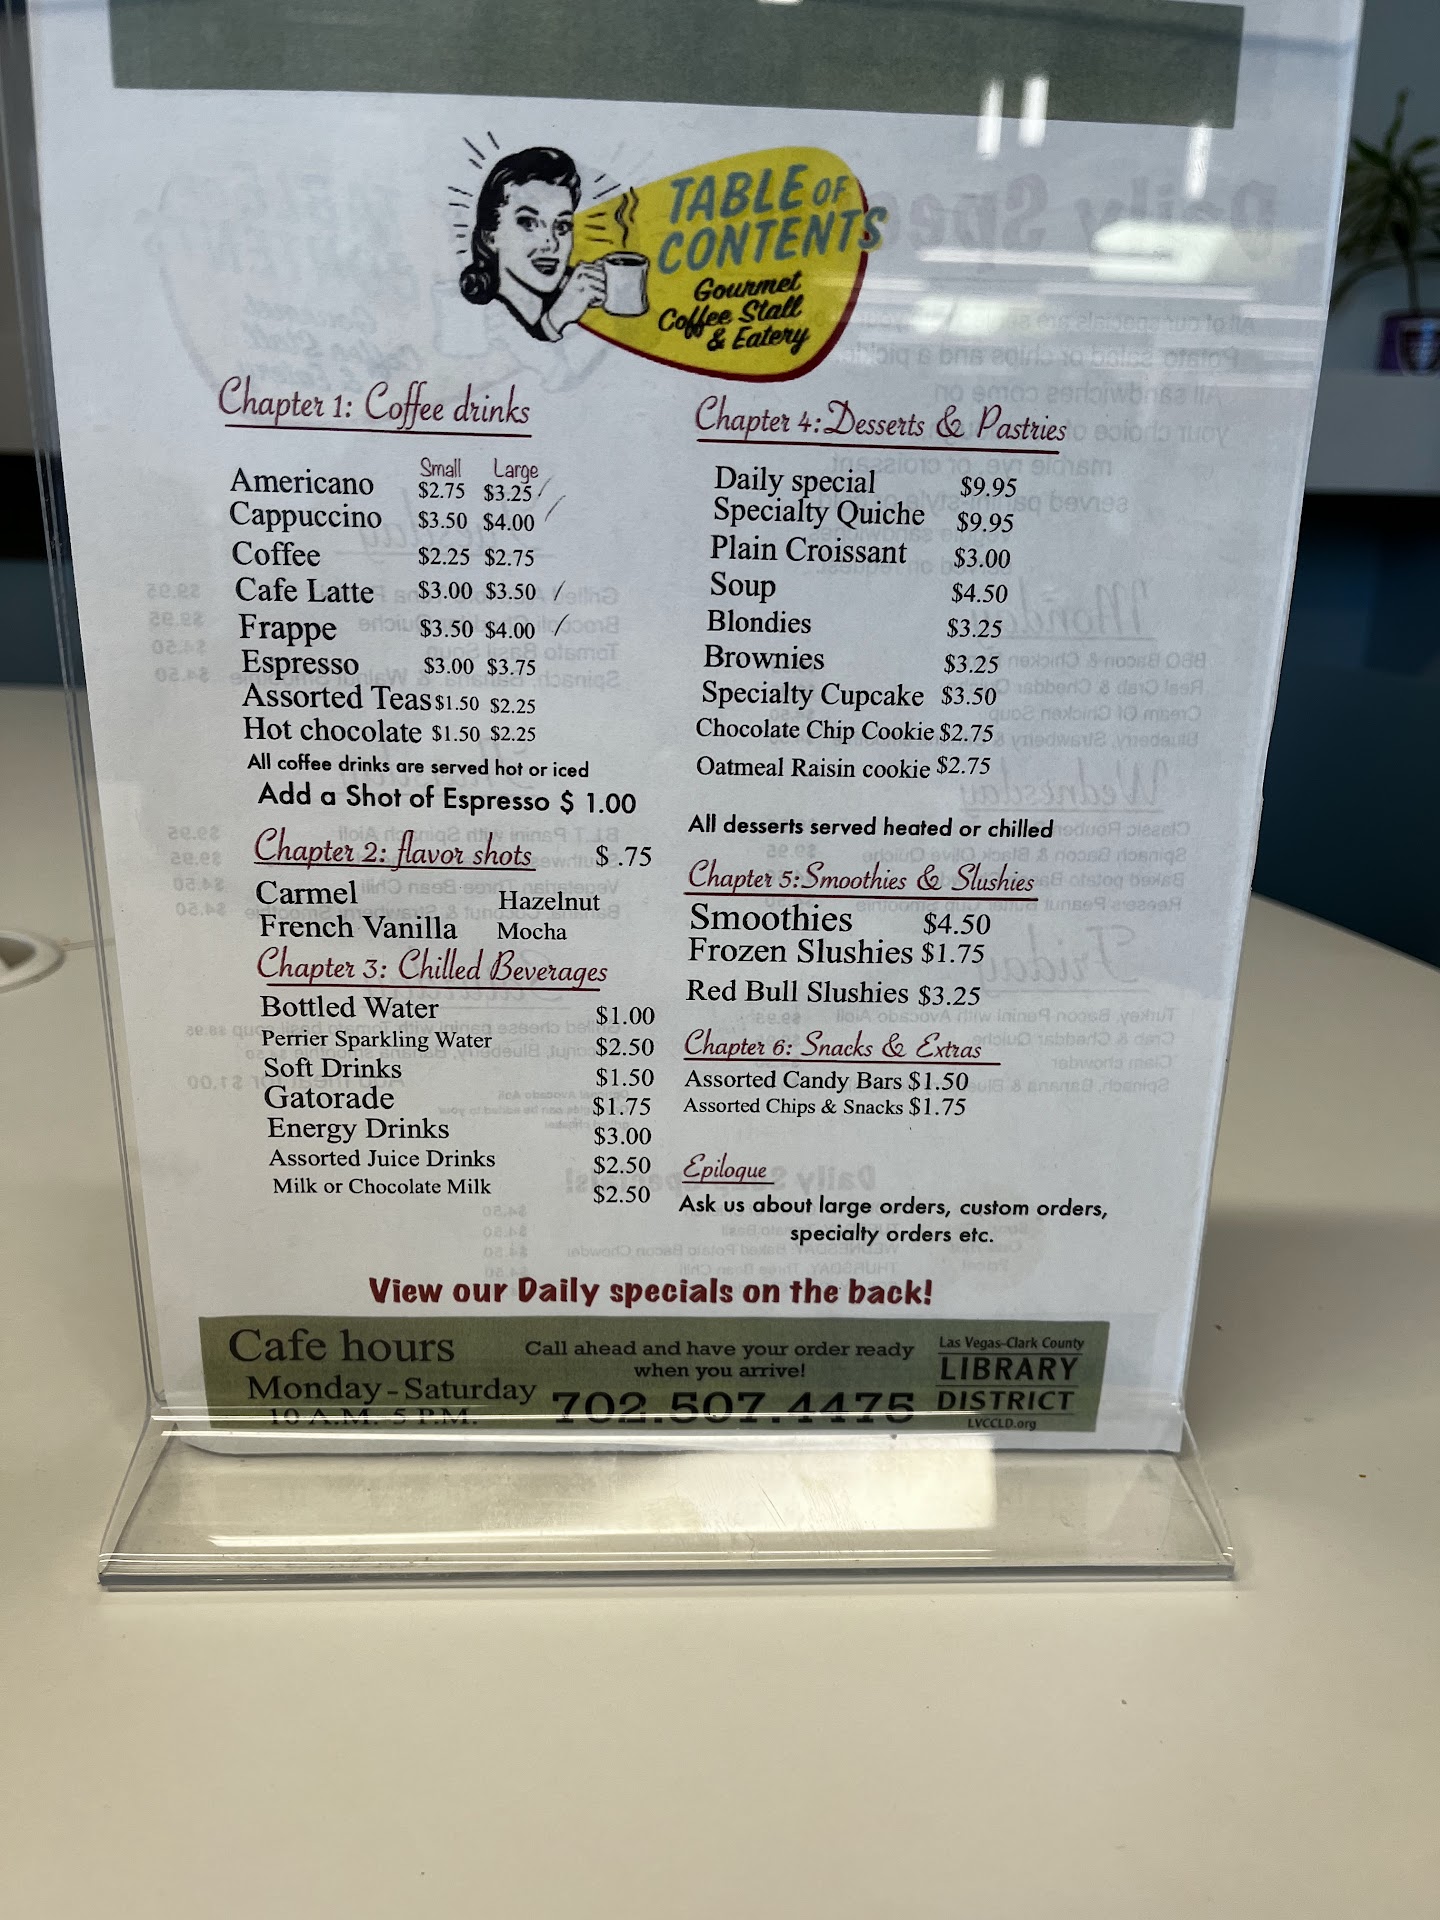 TABLE OF
CONTENTS
Gourmet
Coffee Stall
& Eatery
Chapter 1: Coffee drinks
Small Large
Americano $2.75 $3.25
Cappuccino $3.50 $4.00
Coffee $2.25 $2.75
Cafe Latte $3.00 $3.50
Frappe $3.50 $4.00
Espresso $3.00 $3.75
Assorted Teas $1.50 $2.25
Hot chocolate $1.50 $2.25
All coffee drinks are served hot or iced
Add a Shot of Espresso $ 1.00
Chapter 2: flavor shots $ .75
Carmel Hazelnut
French Vanilla Mocha
Chapter 3: Chilled Beverages
Bottled Water $1.00
Perrier Sparkling Water $2.50
Soft Drinks $1.50
Gatorade $1.75
Energy Drinks $3.00
Assorted Juice Drinks $2.50
Milk or Chocolate Milk $2.50
Chapter 4: Desserts & Pastries
Daily special $9.95
Specialty Quiche $9.95
Plain Croissant $3.00
Soup $4.50
Blondies $3.25
Brownies $3.25
Specialty Cupcake $3.50
Chocolate Chip Cookie $2.75
Oatmeal Raisin cookie $2.75
All desserts served heated or chilled
Chapter 5: Smoothies & Slushies
Smoothies $4.50
Frozen Slushies $1.75
Red Bull Slushies $3.25
Chapter 6: Snacks & Extras
Assorted Candy Bars $1.50
Assorted Chips & Snacks $1.75
Epilogue
Ask us about large orders, custom orders,
specialty orders etc.
View our Daily specials on the back!
Cafe hours
Monday - Saturday
10 A.M. 5 P.M.
Call ahead and have your order ready
when you arrive!
702.507.4475
Las Vegas-Clark County
LIBRARY
DISTRICT
LVCCLD.org